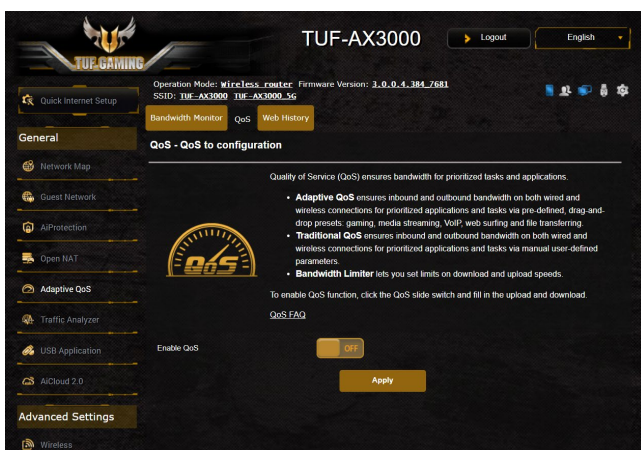 TUF GAMING
TUF-AX3000
Logout
English
Quick Internet Setup
Operation Mode: Wireless router Firmware Version: 3.0.0.4.384_7681
SSID: TUF-AX3000 TUF-AX3000_5G
Bandwidth Monitor
QoS
Web History
General
Network Map
Guest Network
AiProtection
Open NAT
Adaptive QoS
Traffic Analyzer
USB Application
AiCloud 2.0
Advanced Settings
Wireless
QoS - QoS to configuration
Quality of Service (QoS) ensures bandwidth for prioritized tasks and applications.
• Adaptive QoS ensures inbound and outbound bandwidth on both wired and
wireless connections for prioritized applications and tasks via pre-defined, drag-and-
drop presets: gaming, media streaming, VoIP, web surfing and file transferring.
• Traditional QoS ensures inbound and outbound bandwidth on both wired and
wireless connections for prioritized applications and tasks via manual user-defined
parameters.
• Bandwidth Limiter lets you set limits on download and upload speeds.
QoS
To enable QoS function, click the QoS slide switch and fill in the upload and download.
QoS FAQ
Enable QoS
OFF
Apply